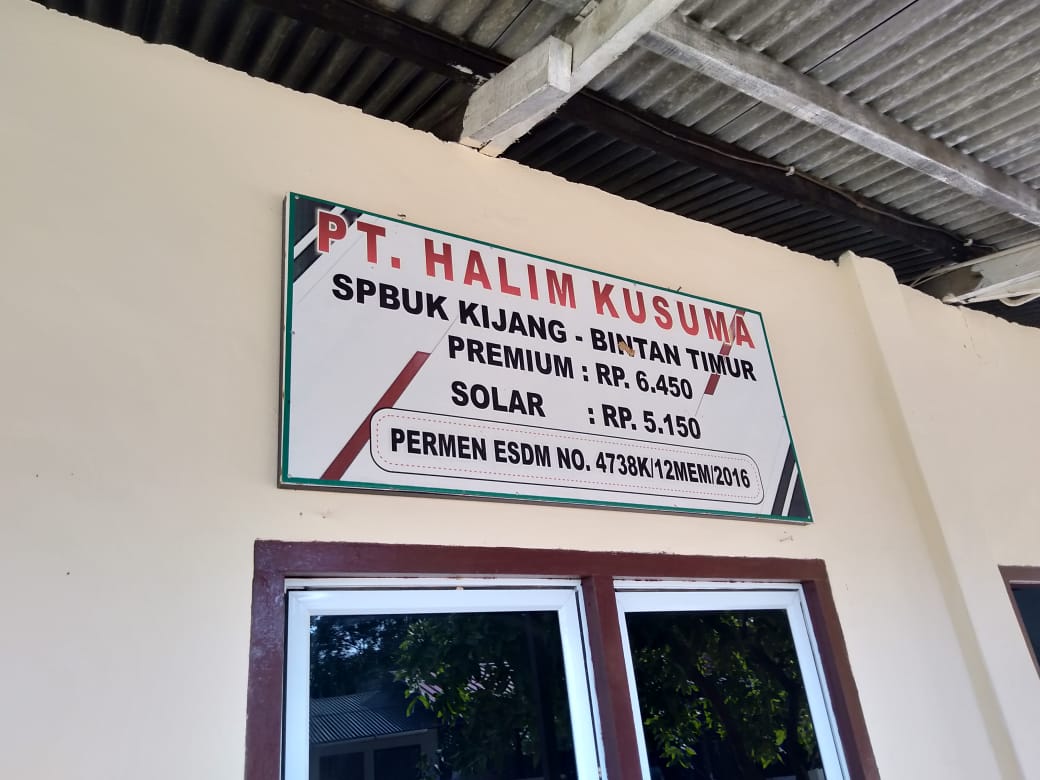 PT. HALIM KUSUMA
SPBUK KIJANG - BINTAN TIMUR
PREMIUM : RP. 6.450
SOLAR : RP. 5.150
PERMEN ESDM NO. 4738K/12MEM/2016